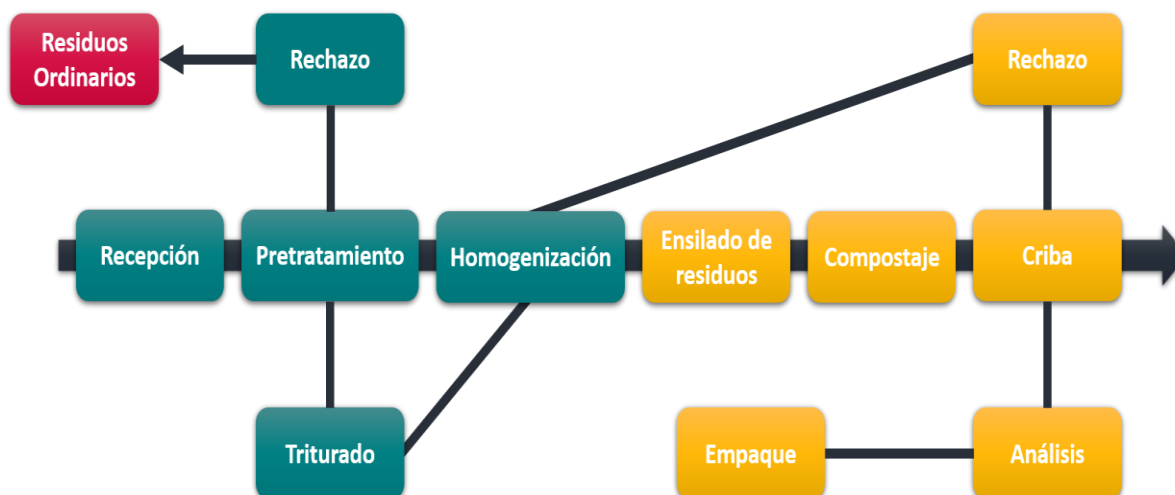 Residuos
Ordinarios
Rechazo
Rechazo
Recepción
Pretratamiento
Homogenización
Ensilado de
residuos
Compostaje
Criba
Triturado
Empaque
Análisis